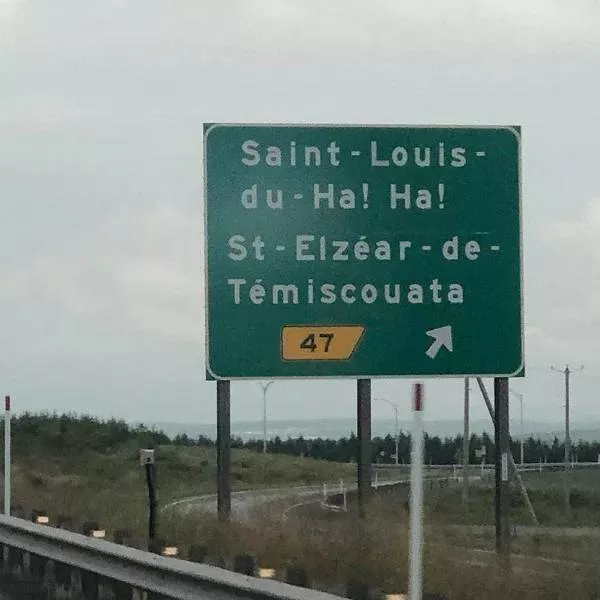 Saint-Louis-
du-Ha! Ha!
St-Elzéar-de-
Témiscouata
47